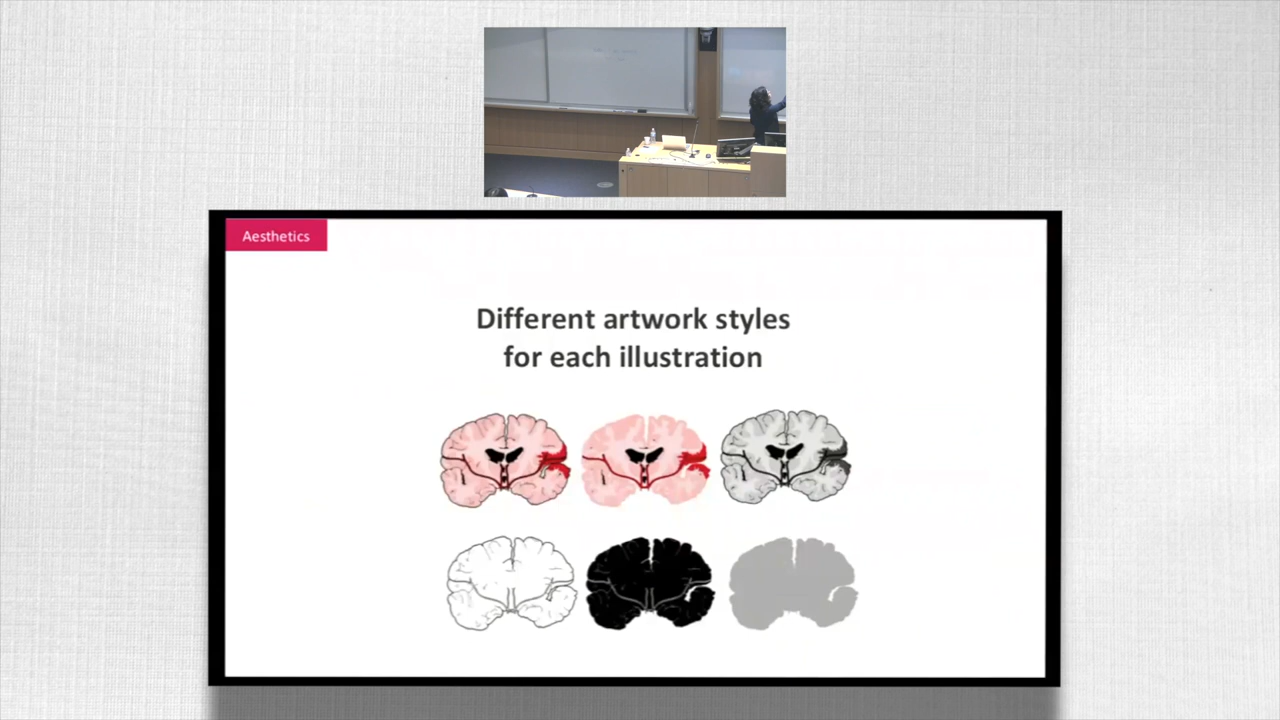 Aesthetics
Different artwork styles
for each illustration